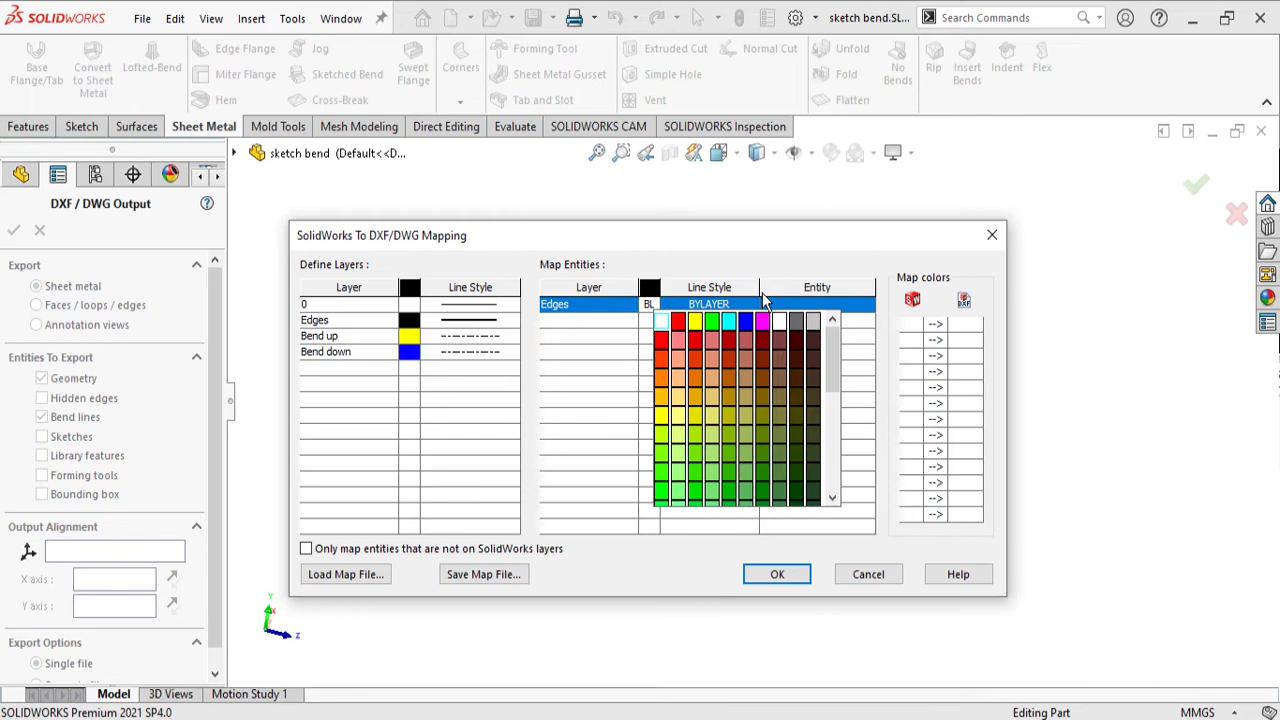 SOLIDWORKS File Edit View Insert Tools Window sketch bend.SL... Search Commands
Base Flange/Tab
Convert to Sheet Metal
Lofted-Bend
Edge Flange
Miter Flange
Hem
Jog
Sketched Bend
Cross-Break
Swept Flange
Corners
Forming Tool
Sheet Metal Gusset
Tab and Slot
Extruded Cut
Simple Hole
Vent
Normal Cut
Unfold
Fold
Flatten
No Bends
Rip
Insert Bends
Indent
Flex
Features Sketch Surfaces Sheet Metal Mold Tools Mesh Modeling Direct Editing Evaluate SOLIDWORKS CAM SOLIDWORKS Inspection
sketch bend (Default<<D...
DXF / DWG Output
Export
Sheet metal
Faces / loops / edges
Annotation views
Entities To Export
Geometry
Hidden edges
Bend lines
Sketches
Library features
Forming tools
Bounding box
Output Alignment
X axis :
Y axis :
Export Options
Single file
SolidWorks To DXF/DWG Mapping
Define Layers :
Layer Line Style
0
Edges
Bend up
Bend down
Map Entities :
Layer Line Style Entity
Edges BL BYLAYER
Map colors
-->
-->
-->
-->
-->
-->
-->
-->
-->
-->
-->
-->
-->
Only map entities that are not on SolidWorks layers
Load Map File... Save Map File... OK Cancel Help
Y
Z
Model 3D Views Motion Study 1
SOLIDWORKS Premium 2021 SP4.0 Editing Part MMGS